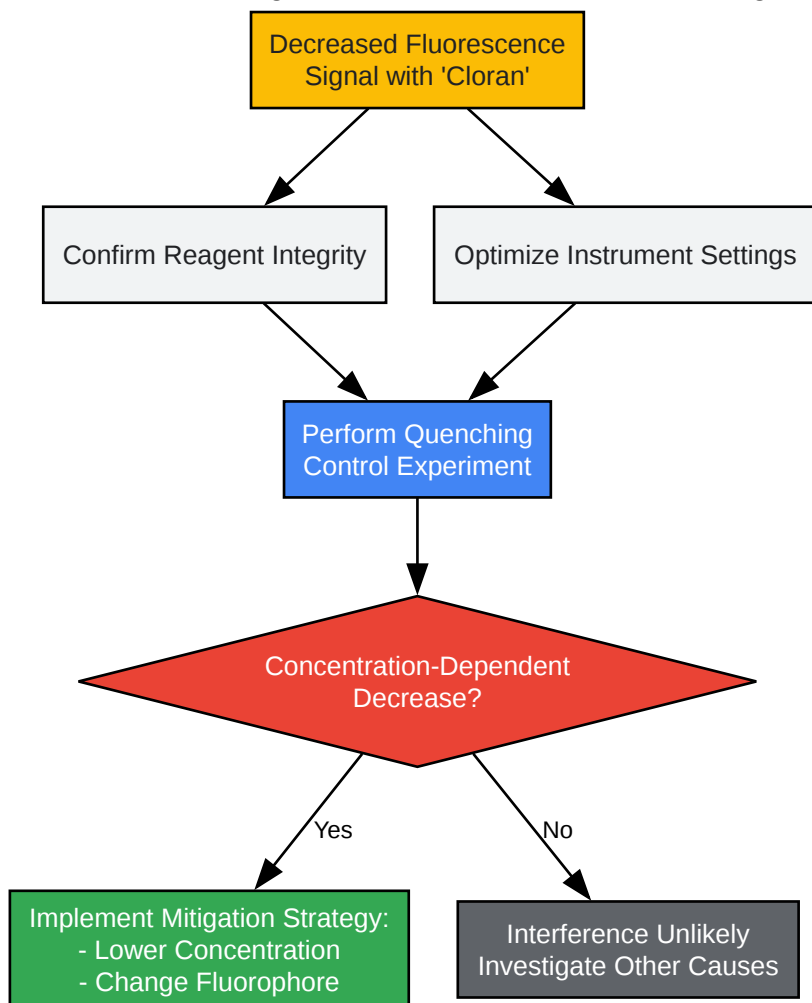 Decreased Fluorescence
Signal with 'Cloran'
Confirm Reagent Integrity
Optimize Instrument Settings
Perform Quenching
Control Experiment
Concentration-Dependent
Decrease?
Yes
No
Implement Mitigation Strategy:
- Lower Concentration
- Change Fluorophore
Interference Unlikely
Investigate Other Causes